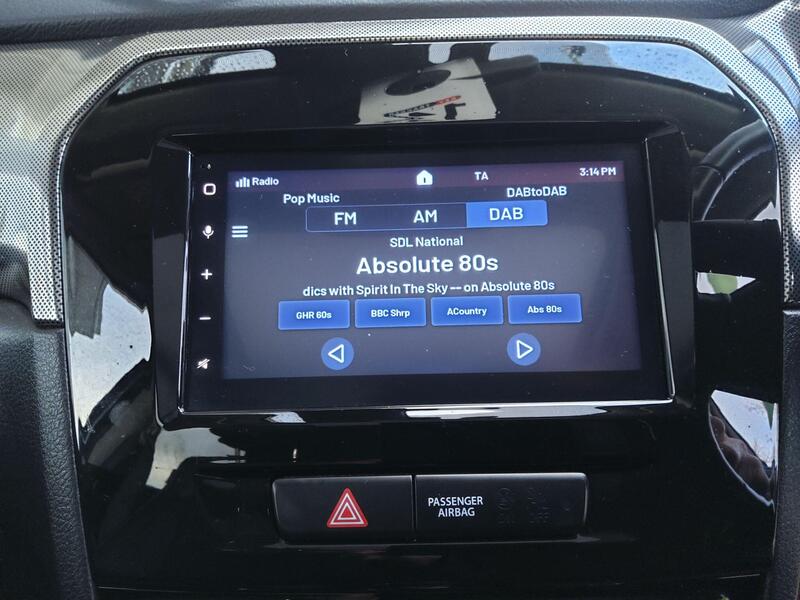 Radio TA 3:14 PM
Pop Music DABtoDAB
FM AM DAB
SDL National
Absolute 80s
dics with Spirit In The Sky -- on Absolute 80s
GHR 60s BBC Shrp ACountry Abs 80s
PASSENGER
AIRBAG